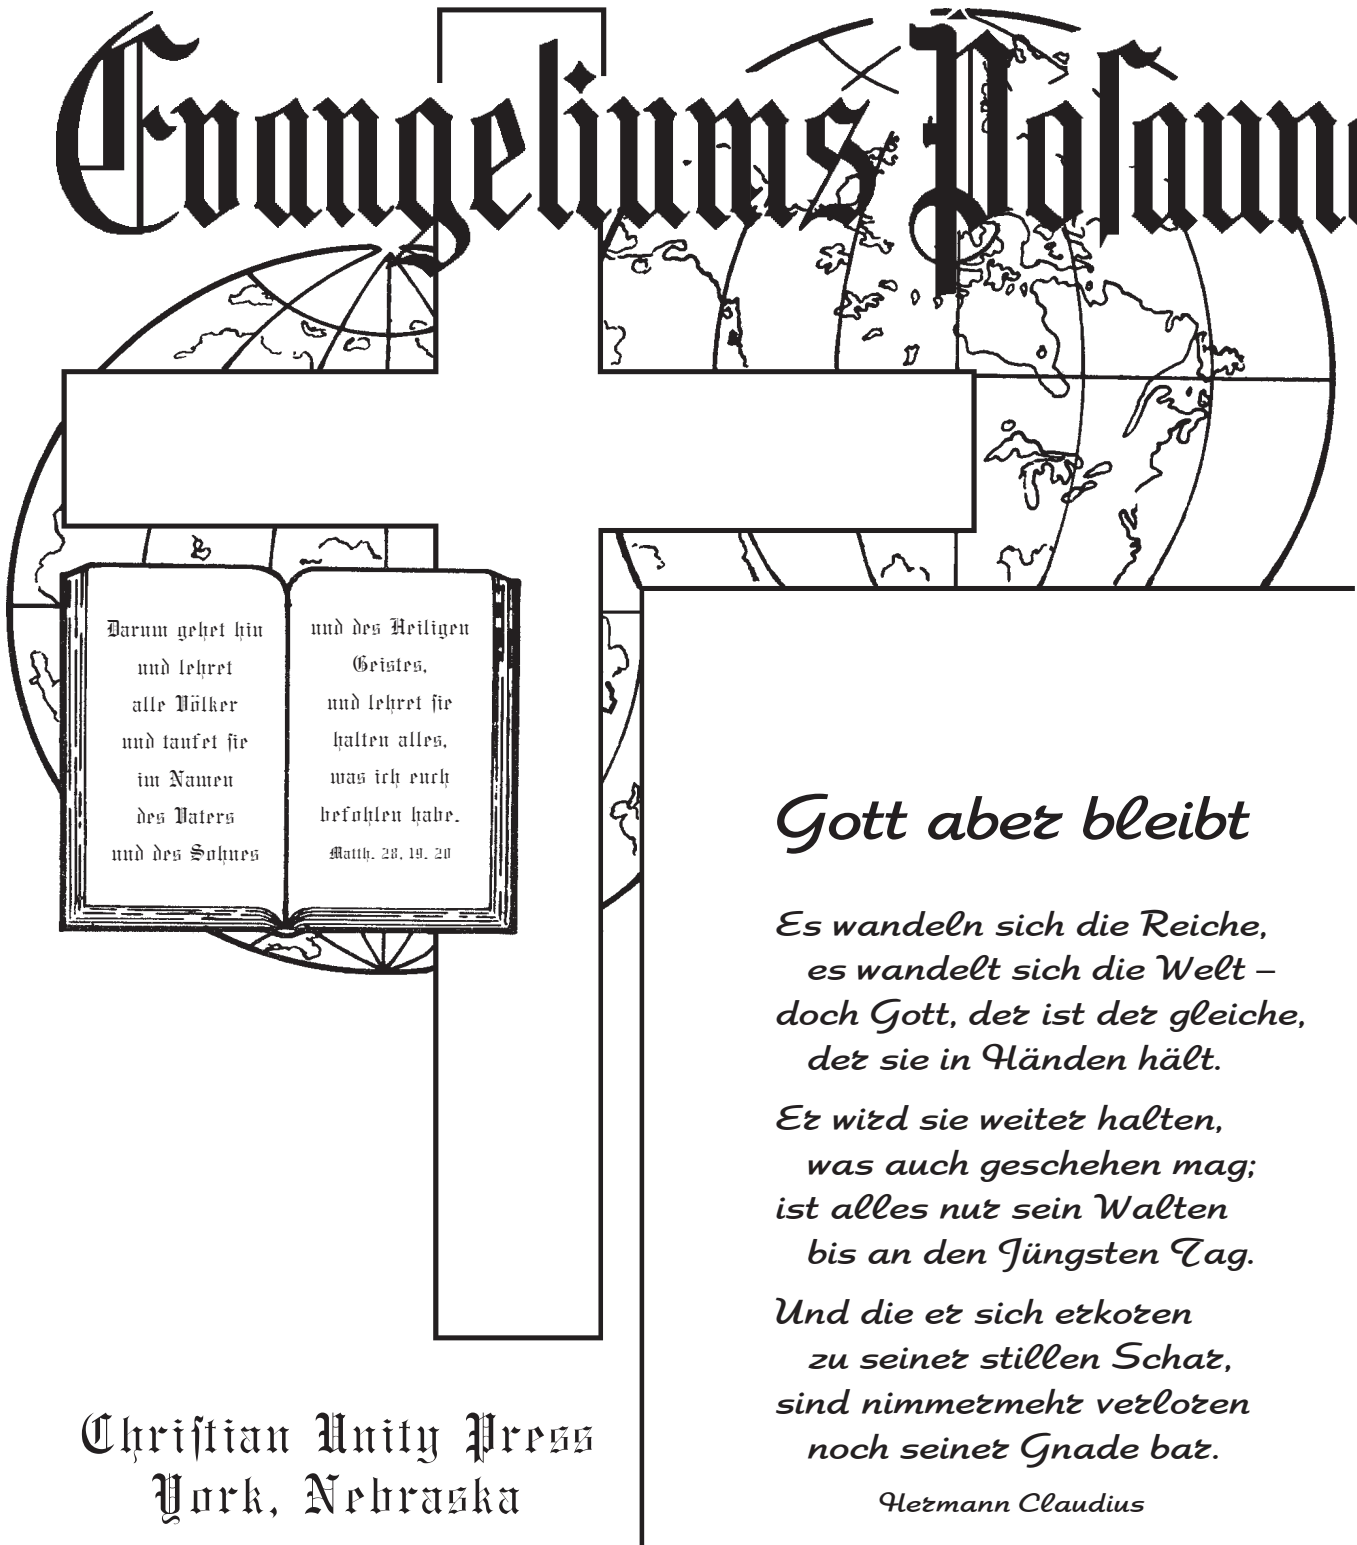 Evangeliums Poſaune
Darum gehet hin
und lehret
alle Völker
und taufet ſie
im Namen
des Vaters
und des Sohnes
und des Heiligen
Geistes,
und lehret ſie
halten alles,
was ich euch
befohlen habe.
Matth. 28, 19. 20
Gott aber bleibt
Es wandeln sich die Reiche,
es wandelt sich die Welt –
doch Gott, der ist der gleiche,
der sie in Händen hält.
Er wird sie weiter halten,
was auch geschehen mag;
ist alles nur sein Walten
bis an den Jüngsten Tag.
Und die er sich erkoren
zu seiner stillen Schar,
sind nimmermehr verloren
noch seiner Gnade bar.
Hermann Claudius
Chriſtian Unity Press
York, Nebraska